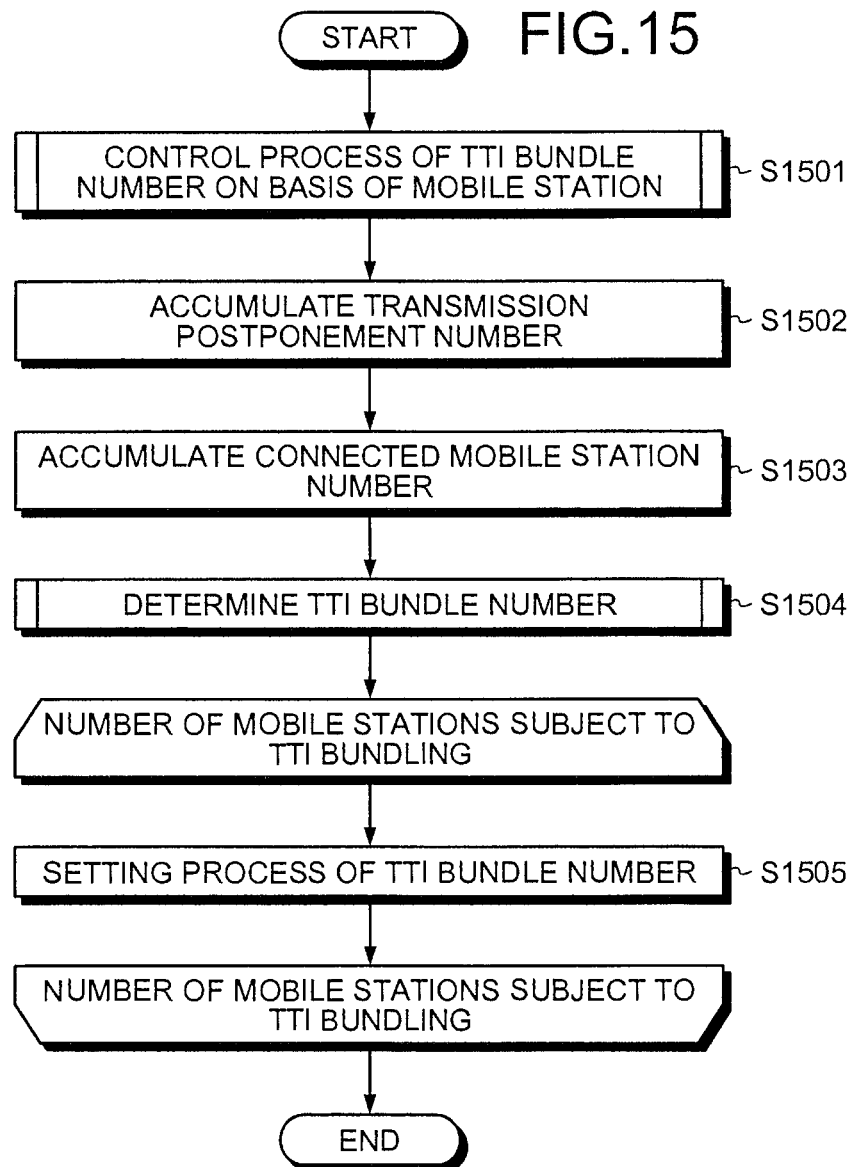 START
FIG.15
CONTROL PROCESS OF TTI BUNDLE
NUMBER ON BASIS OF MOBILE STATION
S1501
ACCUMULATE TRANSMISSION
POSTPONEMENT NUMBER
S1502
ACCUMULATE CONNECTED MOBILE STATION
NUMBER
S1503
DETERMINE TTI BUNDLE NUMBER
S1504
NUMBER OF MOBILE STATIONS SUBJECT TO
TTI BUNDLING
SETTING PROCESS OF TTI BUNDLE NUMBER
S1505
NUMBER OF MOBILE STATIONS SUBJECT TO
TTI BUNDLING
END